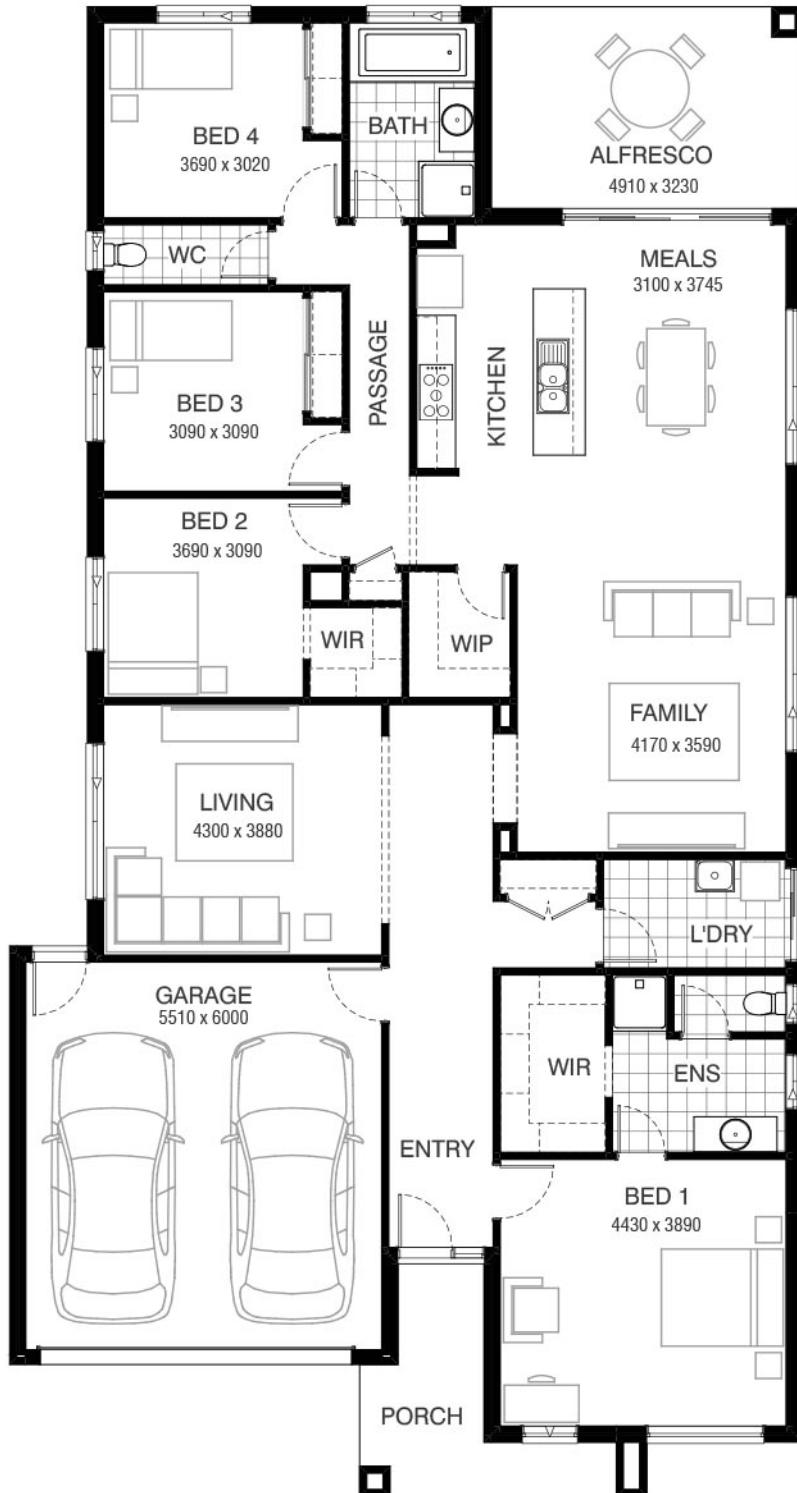 BED 4
3690 x 3020
BATH
ALFRESCO
4910 x 3230
WC
MEALS
3100 x 3745
PASSAGE
KITCHEN
BED 3
3090 x 3090
BED 2
3690 x 3090
WIR
WIP
FAMILY
4170 x 3590
LIVING
4300 x 3880
L'DRY
GARAGE
5510 x 6000
WIR
ENS
ENTRY
BED 1
4430 x 3890
PORCH